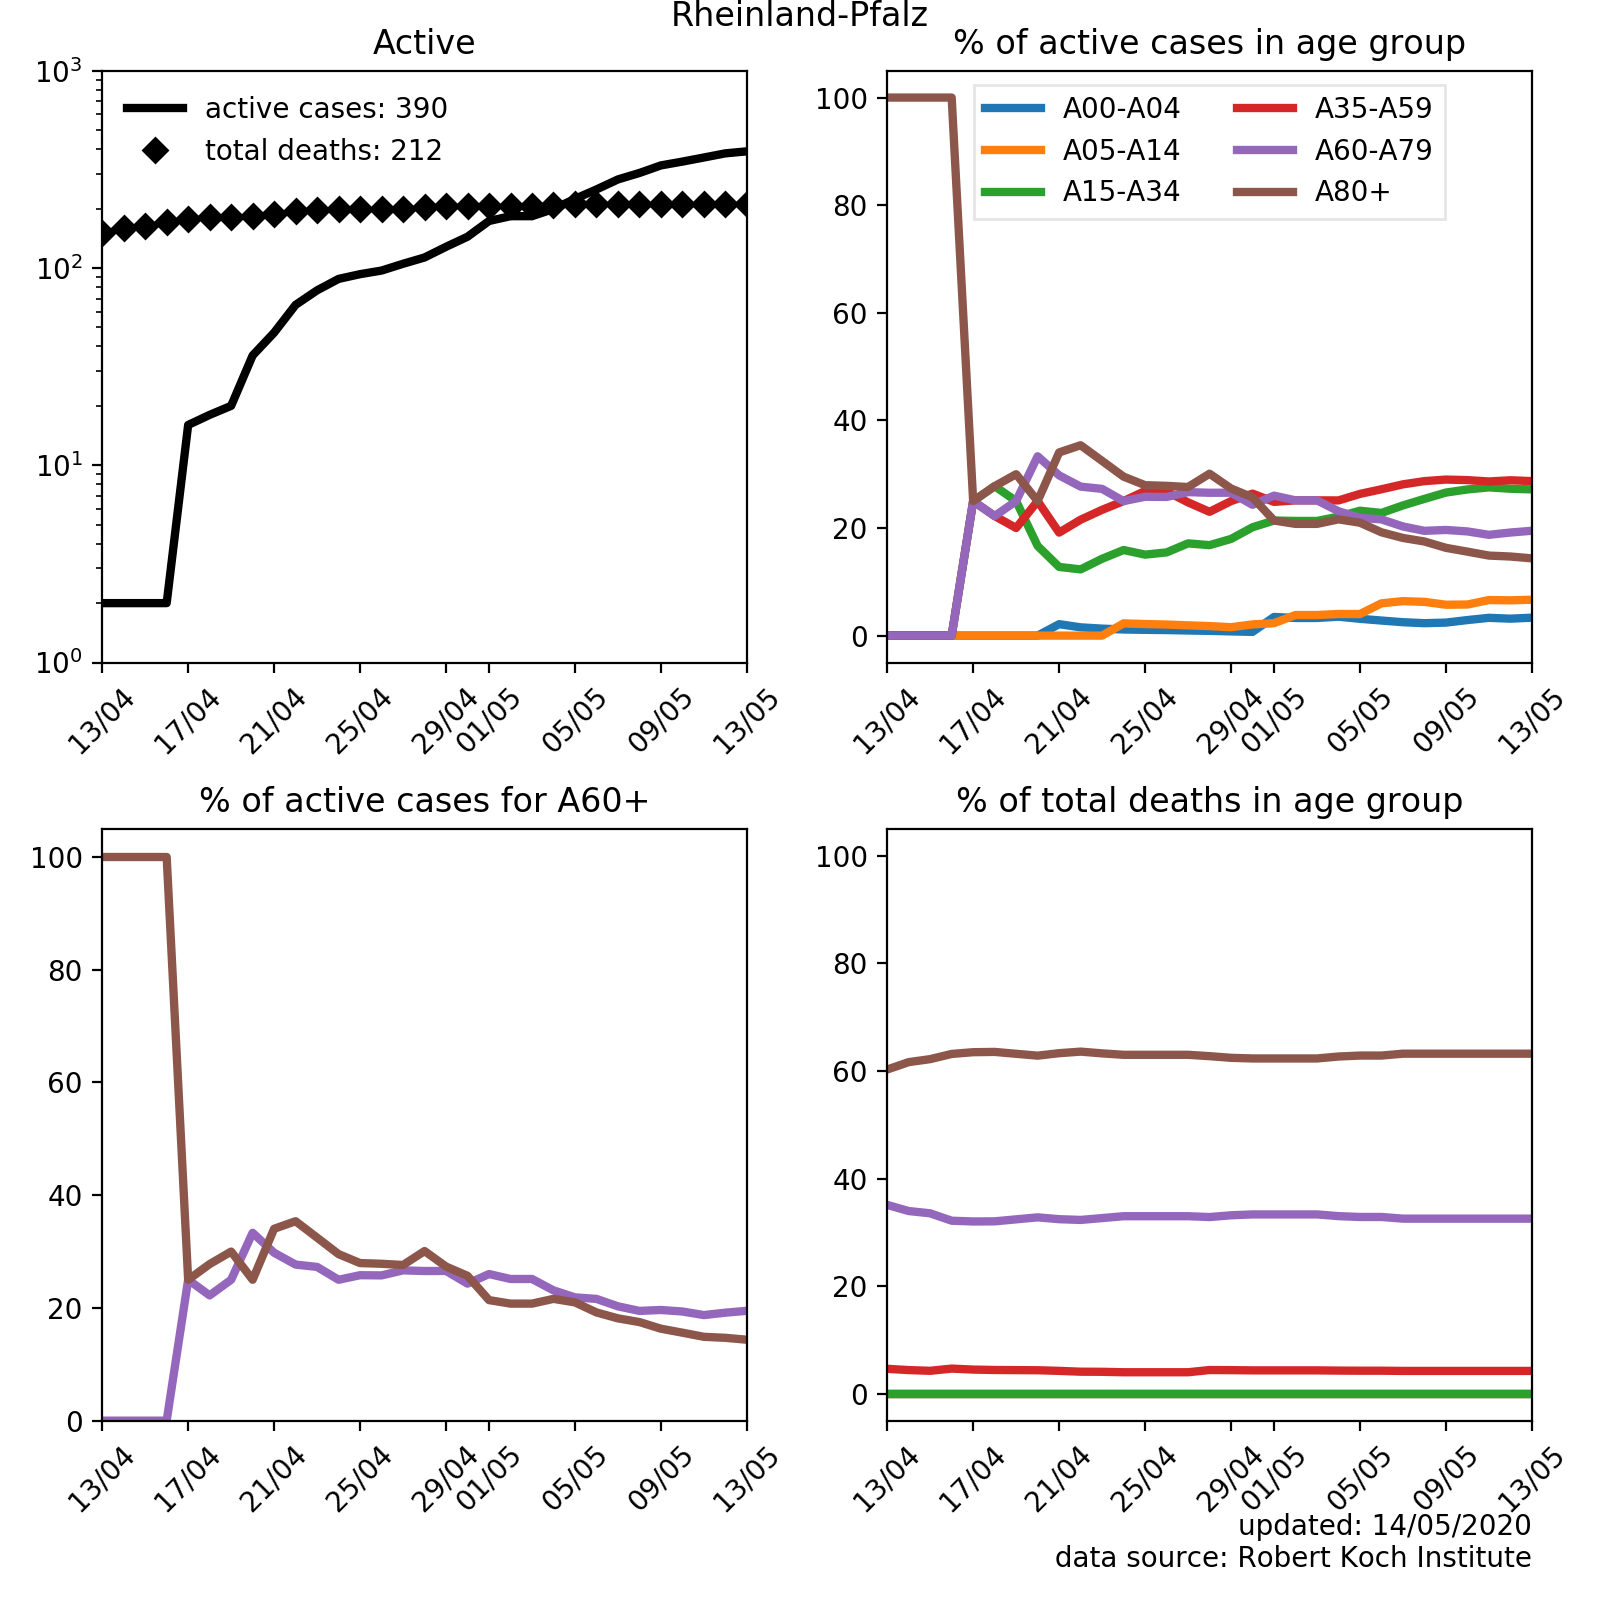 Rheinland-Pfalz
Active
10³
10²
10¹
10⁰
active cases: 390
total deaths: 212
13/04 17/04 21/04 25/04 29/04 01/05 05/05 09/05 13/05
% of active cases in age group
100
80
60
40
20
0
A00-A04 A35-A59
A05-A14 A60-A79
A15-A34 A80+
13/04 17/04 21/04 25/04 29/04 01/05 05/05 09/05 13/05
% of active cases for A60+
100
80
60
40
20
0
13/04 17/04 21/04 25/04 29/04 01/05 05/05 09/05 13/05
% of total deaths in age group
100
80
60
40
20
0
13/04 17/04 21/04 25/04 29/04 01/05 05/05 09/05 13/05
updated: 14/05/2020
data source: Robert Koch Institute